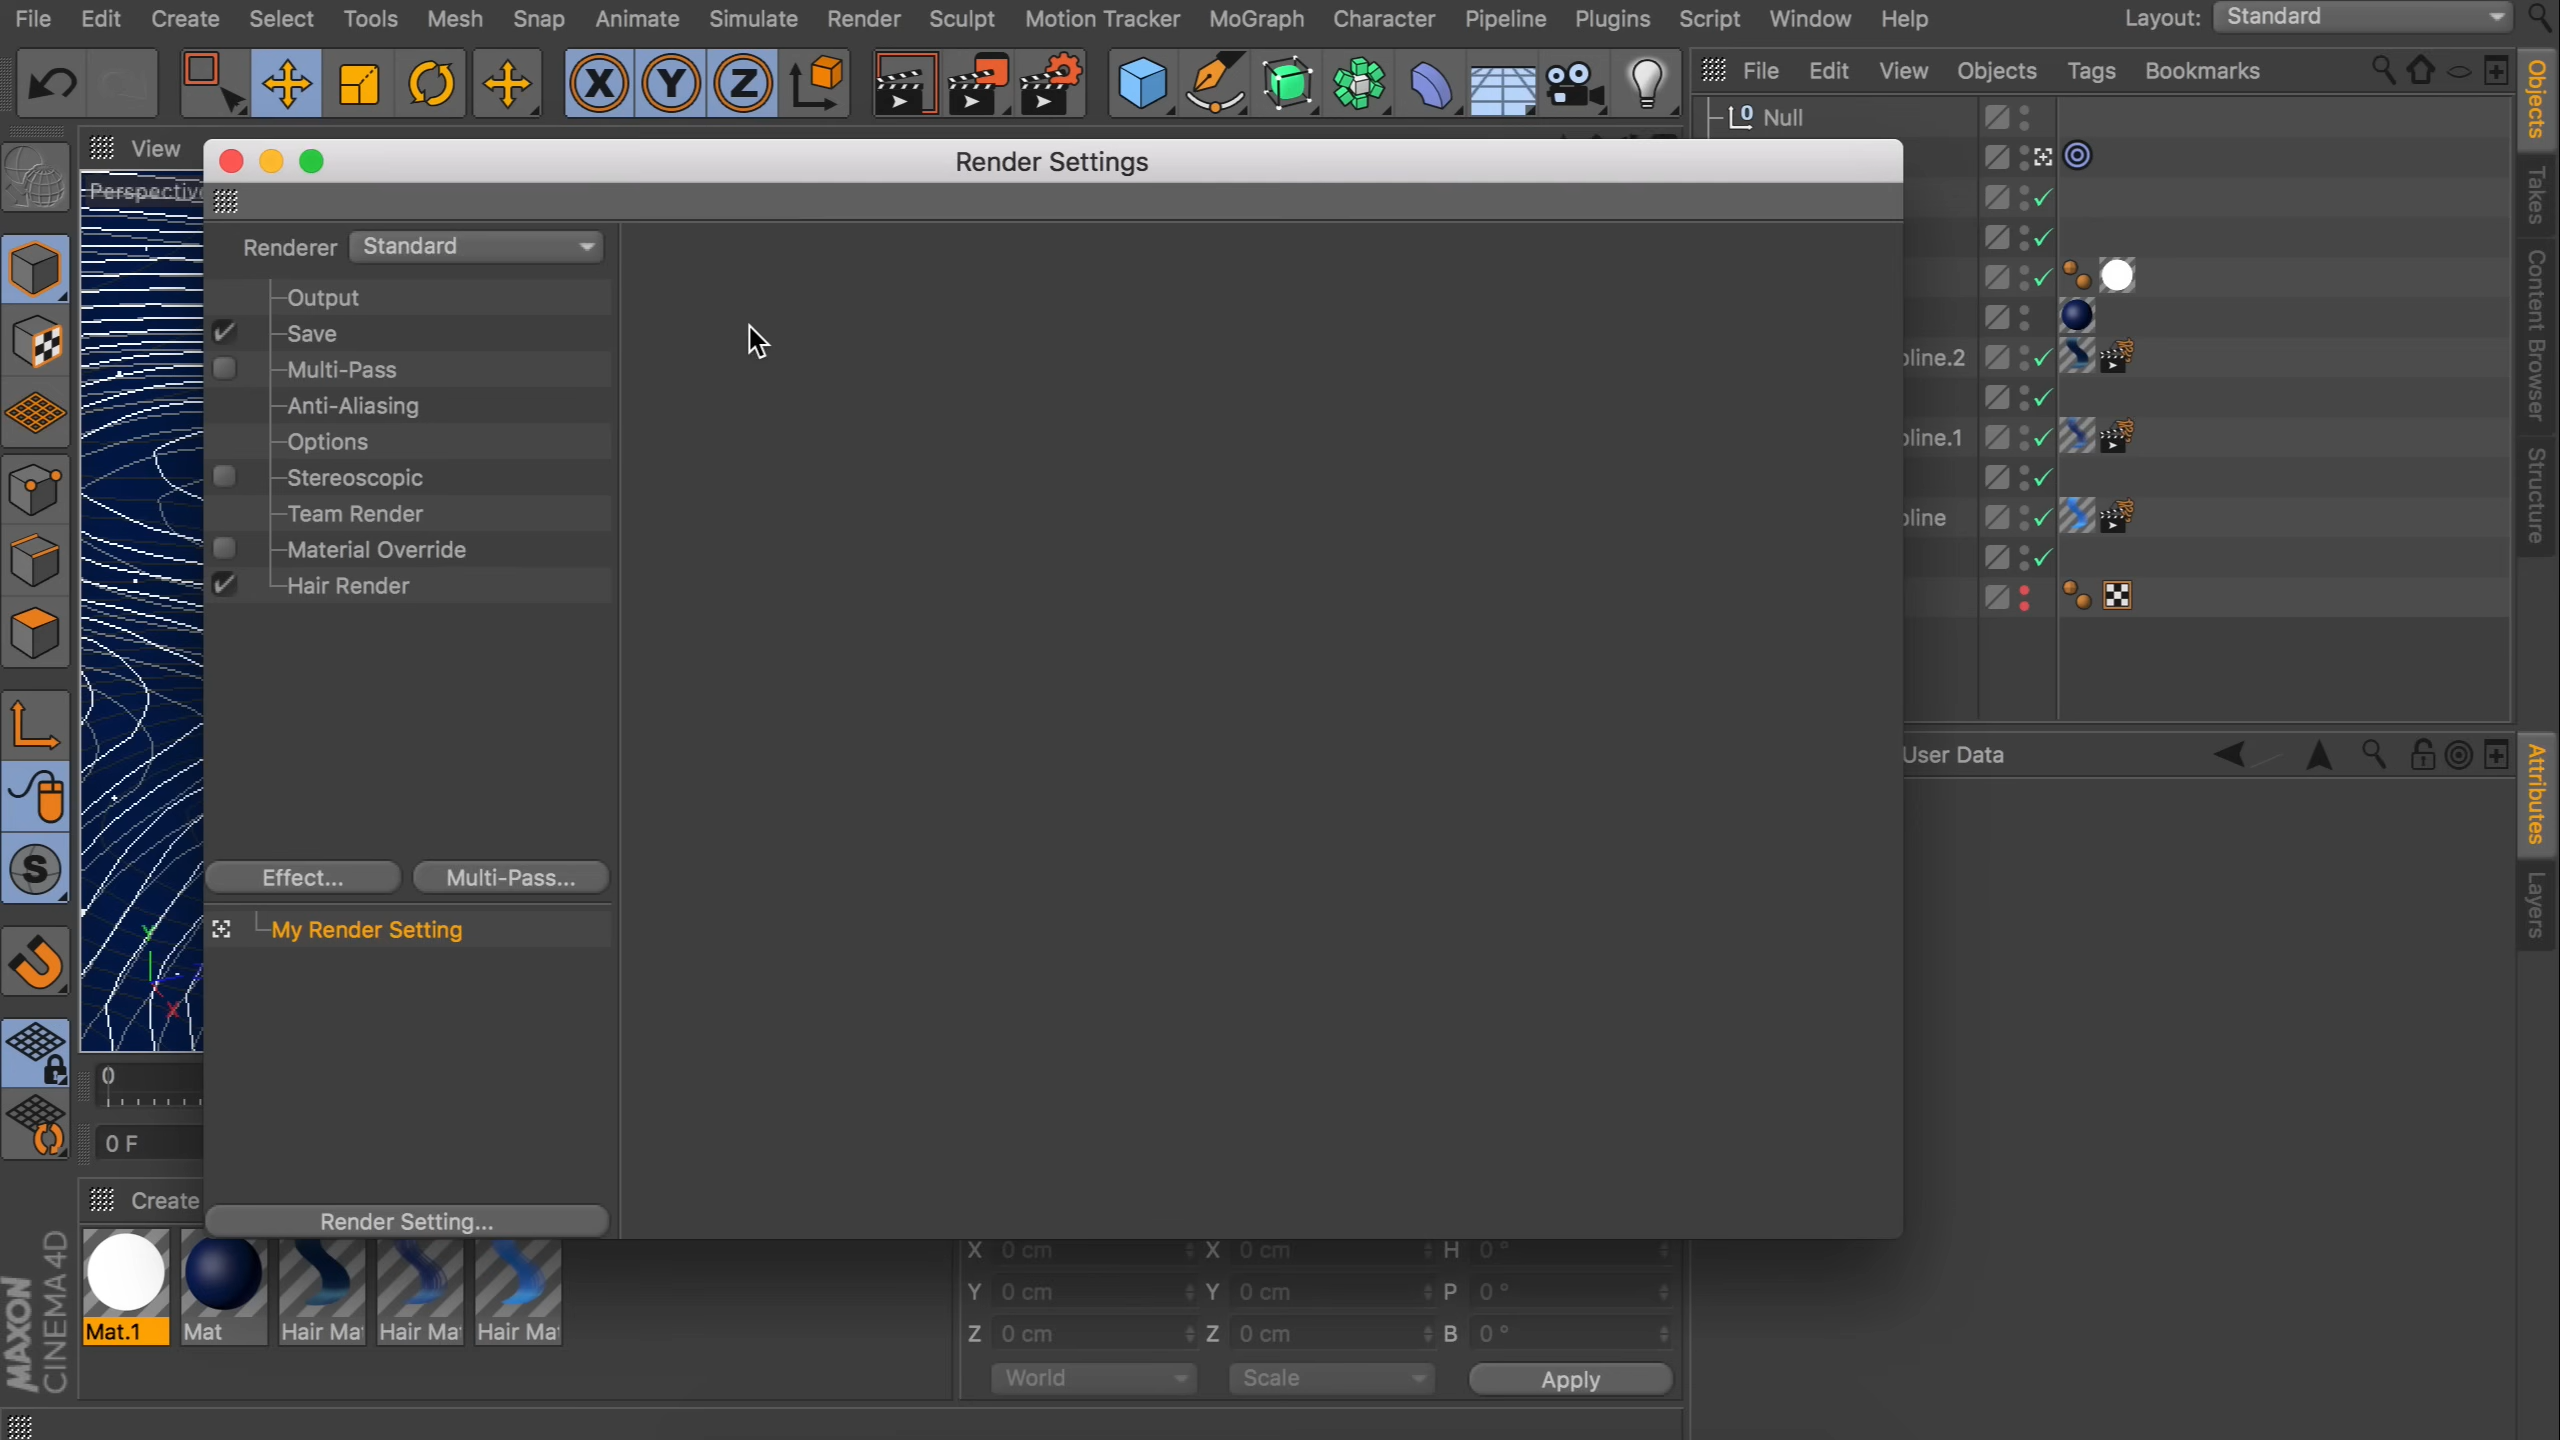 File Edit Create Select Tools Mesh Snap Animate Simulate Render Sculpt Motion Tracker MoGraph Character Pipeline Plugins Script Window Help Layout: Standard
X Y Z
File Edit View Objects Tags Bookmarks
Objects
Takes
Content Browser
Structure
0 Null
View
Perspective
Render Settings
Renderer Standard
Output
Save
Multi-Pass
Anti-Aliasing
Options
Stereoscopic
Team Render
Material Override
Hair Render
pline.2
pline.1
pline
Effect... Multi-Pass...
My Render Setting
Render Setting...
User Data
Attributes
Layers
S
Y
X
0
0 F
Create
Mat.1 Mat Hair Ma Hair Ma Hair Ma
X 0 cm X 0 cm H 0 °
Y 0 cm Y 0 cm P 0 °
Z 0 cm Z 0 cm B 0 °
World Scale Apply
MAXON
CINEMA 4D